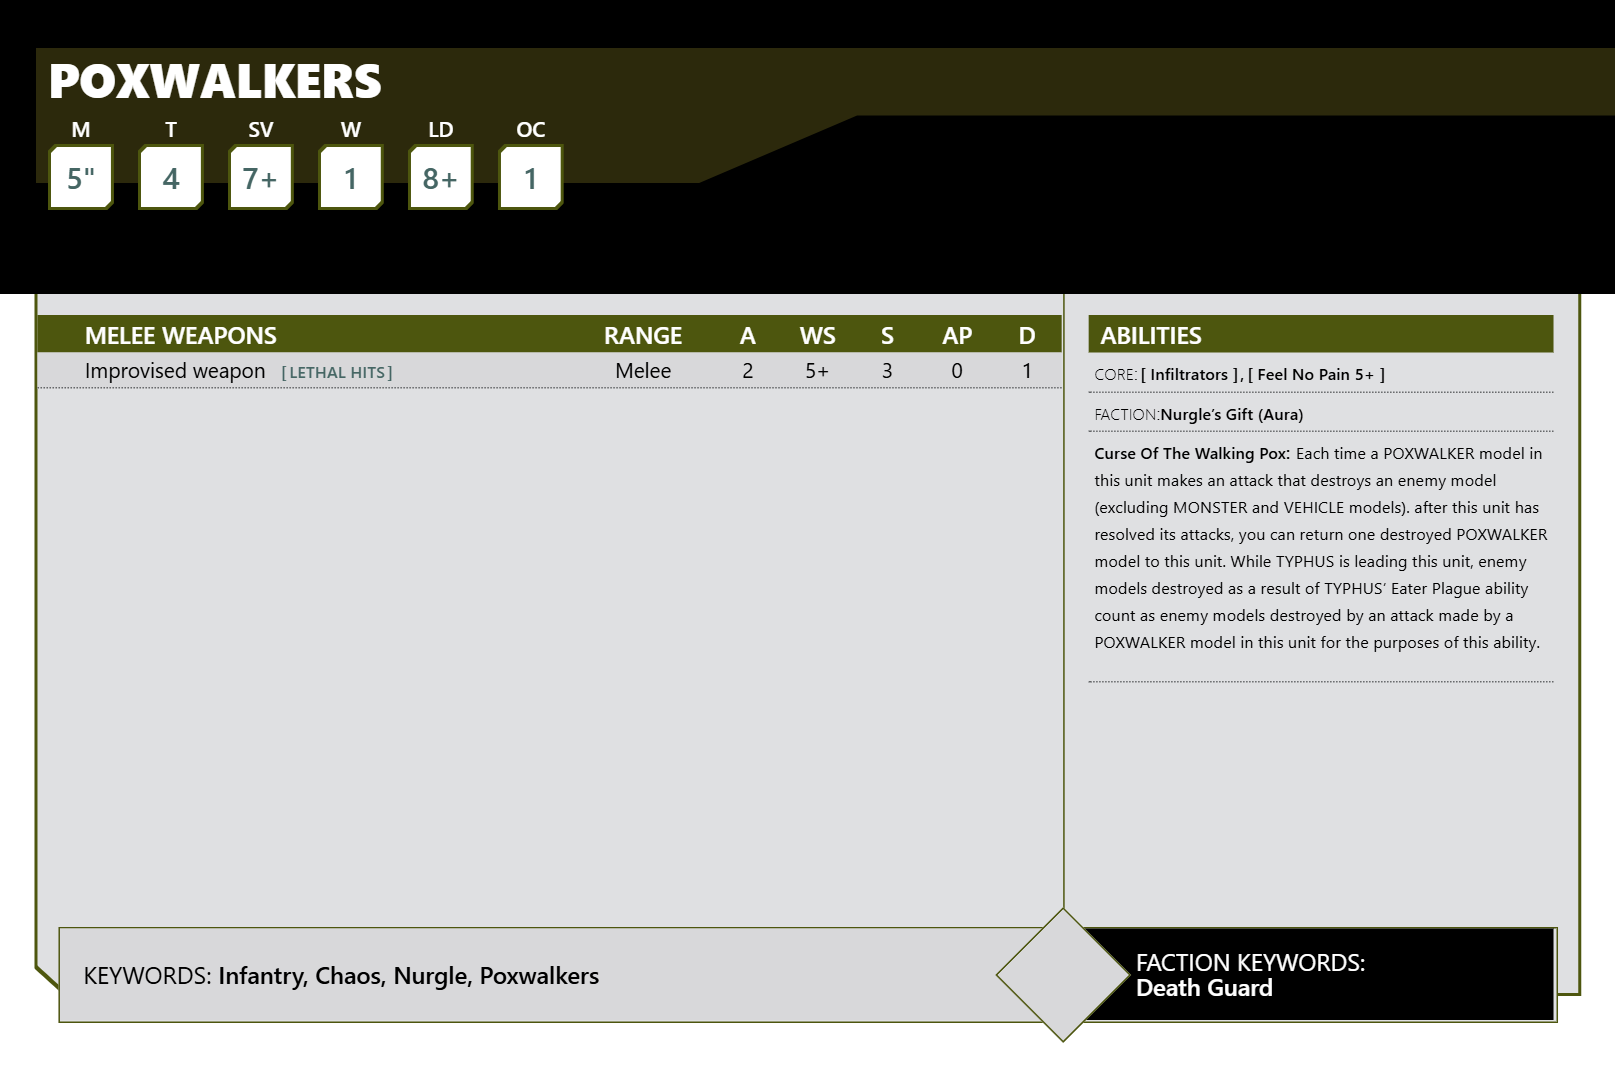 POXWALKERS
M T SV W LD OC
5" 4 7+ 1 8+ 1
MELEE WEAPONS RANGE A WS S AP D
Improvised weapon [ LETHAL HITS ] Melee 2 5+ 3 0 1
ABILITIES
CORE: [ Infiltrators ], [ Feel No Pain 5+ ]
FACTION:Nurgle’s Gift (Aura)
Curse Of The Walking Pox: Each time a POXWALKER model in
this unit makes an attack that destroys an enemy model
(excluding MONSTER and VEHICLE models). after this unit has
resolved its attacks, you can return one destroyed POXWALKER
model to this unit. While TYPHUS is leading this unit, enemy
models destroyed as a result of TYPHUS’ Eater Plague ability
count as enemy models destroyed by an attack made by a
POXWALKER model in this unit for the purposes of this ability.
KEYWORDS: Infantry, Chaos, Nurgle, Poxwalkers
FACTION KEYWORDS:
Death Guard